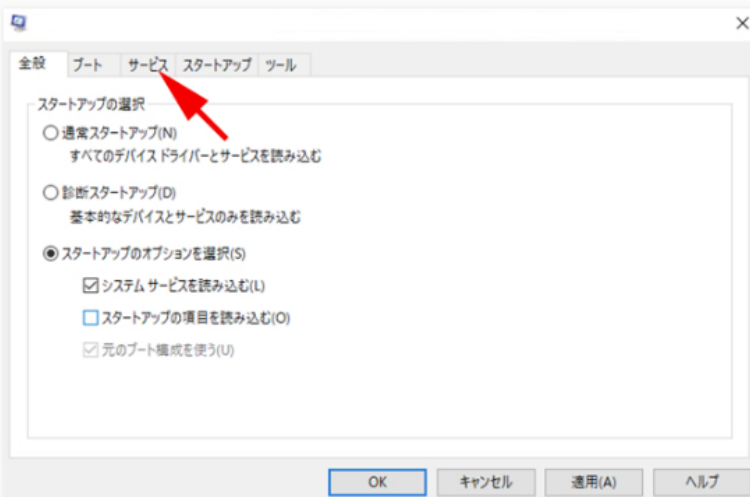 全般 ブート サービス スタートアップ ツール
スタートアップの選択
通常スタートアップ(N)
すべてのデバイス ドライバーとサービスを読み込む
診断スタートアップ(D)
基本的なデバイスとサービスのみを読み込む
スタートアップのオプションを選択(S)
システム サービスを読み込む(L)
スタートアップの項目を読み込む(O)
元のブート構成を使う(U)
OK キャンセル 適用(A) ヘルプ